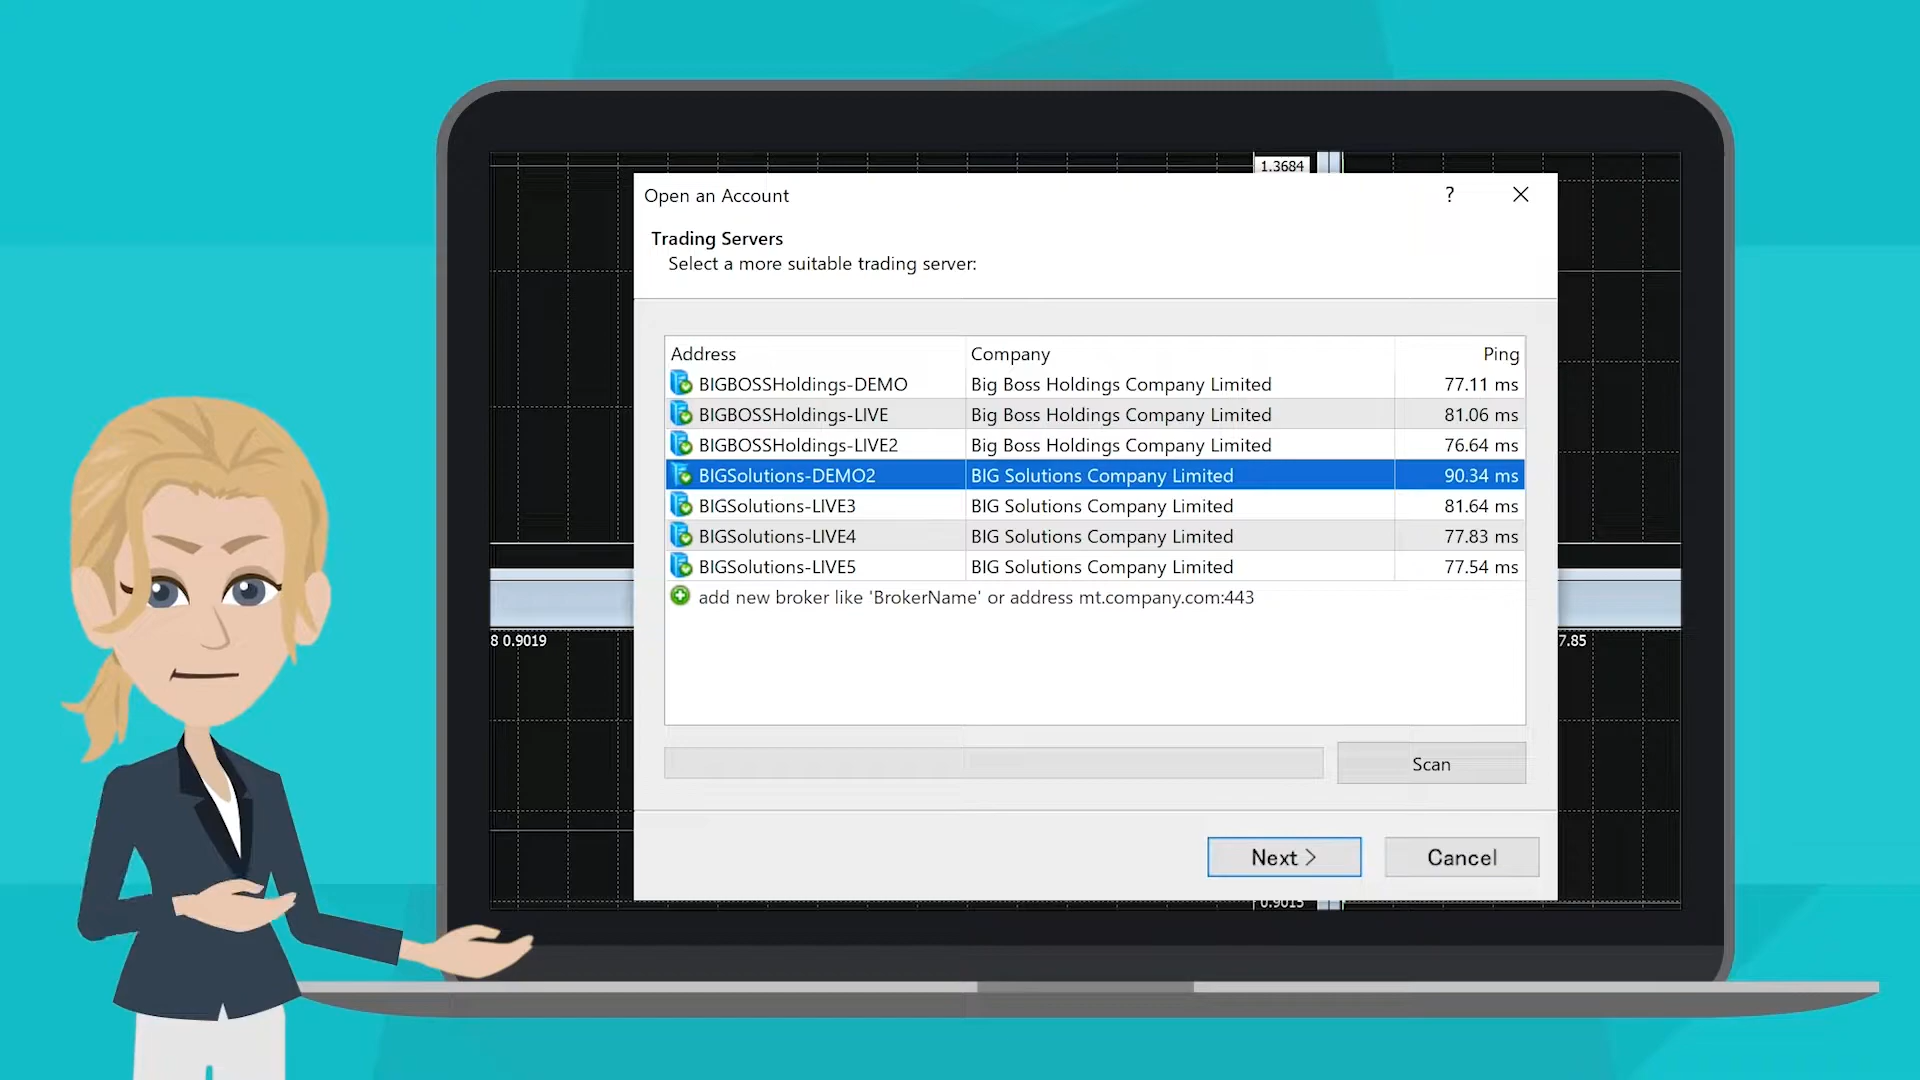 1.3684
Open an Account ?
Trading Servers
Select a more suitable trading server:
Address Company Ping
BIGBOSSHoldings-DEMO Big Boss Holdings Company Limited 77.11 ms
BIGBOSSHoldings-LIVE Big Boss Holdings Company Limited 81.06 ms
BIGBOSSHoldings-LIVE2 Big Boss Holdings Company Limited 76.64 ms
BIGSolutions-DEMO2 BIG Solutions Company Limited 90.34 ms
BIGSolutions-LIVE3 BIG Solutions Company Limited 81.64 ms
BIGSolutions-LIVE4 BIG Solutions Company Limited 77.83 ms
BIGSolutions-LIVE5 BIG Solutions Company Limited 77.54 ms
add new broker like 'BrokerName' or address mt.company.com:443
8 0.9019 7.85
Scan
Next > Cancel
0.9015